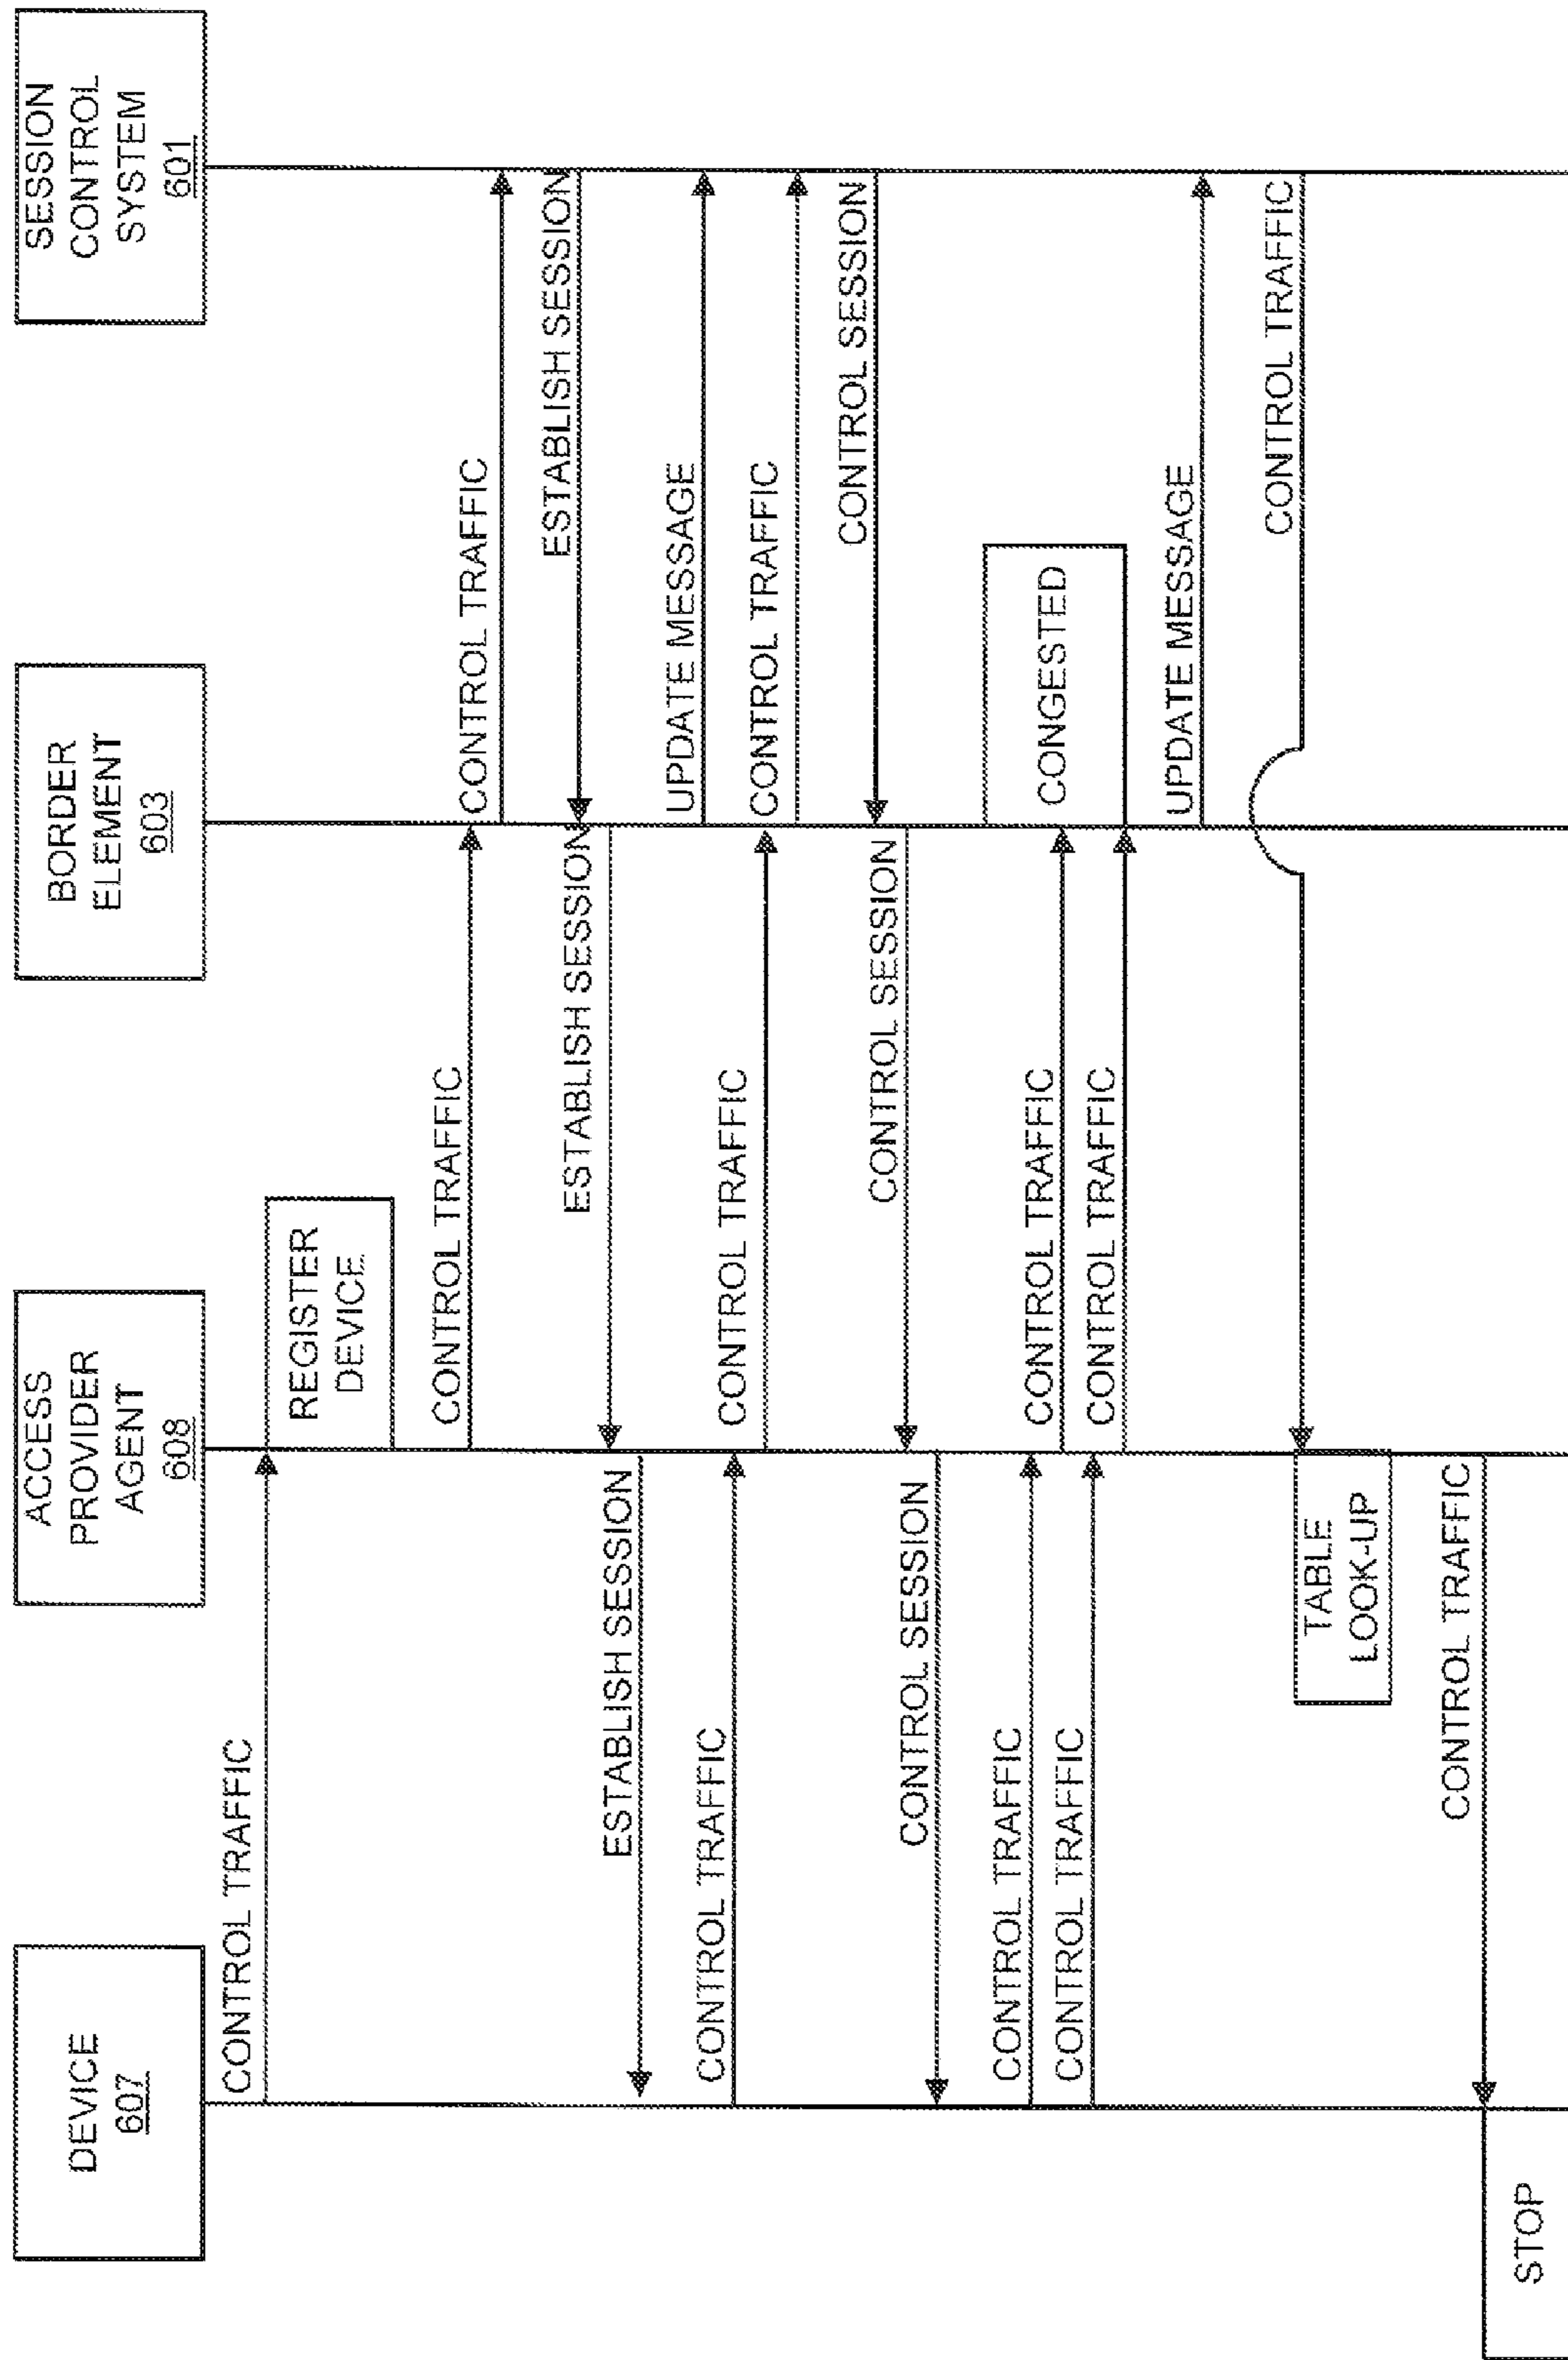 DEVICE
607
ACCESS
PROVIDER
AGENT
608
BORDER
ELEMENT
603
SESSION
CONTROL
SYSTEM
601
CONTROL TRAFFIC
REGISTER
DEVICE
CONTROL TRAFFIC
CONTROL TRAFFIC
ESTABLISH SESSION
ESTABLISH SESSION
ESTABLISH SESSION
UPDATE MESSAGE
CONTROL TRAFFIC
CONTROL TRAFFIC
CONTROL TRAFFIC
CONTROL SESSION
CONTROL SESSION
CONTROL SESSION
CONTROL TRAFFIC
CONTROL TRAFFIC
CONGESTED
CONTROL TRAFFIC
CONTROL TRAFFIC
UPDATE MESSAGE
CONTROL TRAFFIC
TABLE
LOOK-UP
CONTROL TRAFFIC
STOP